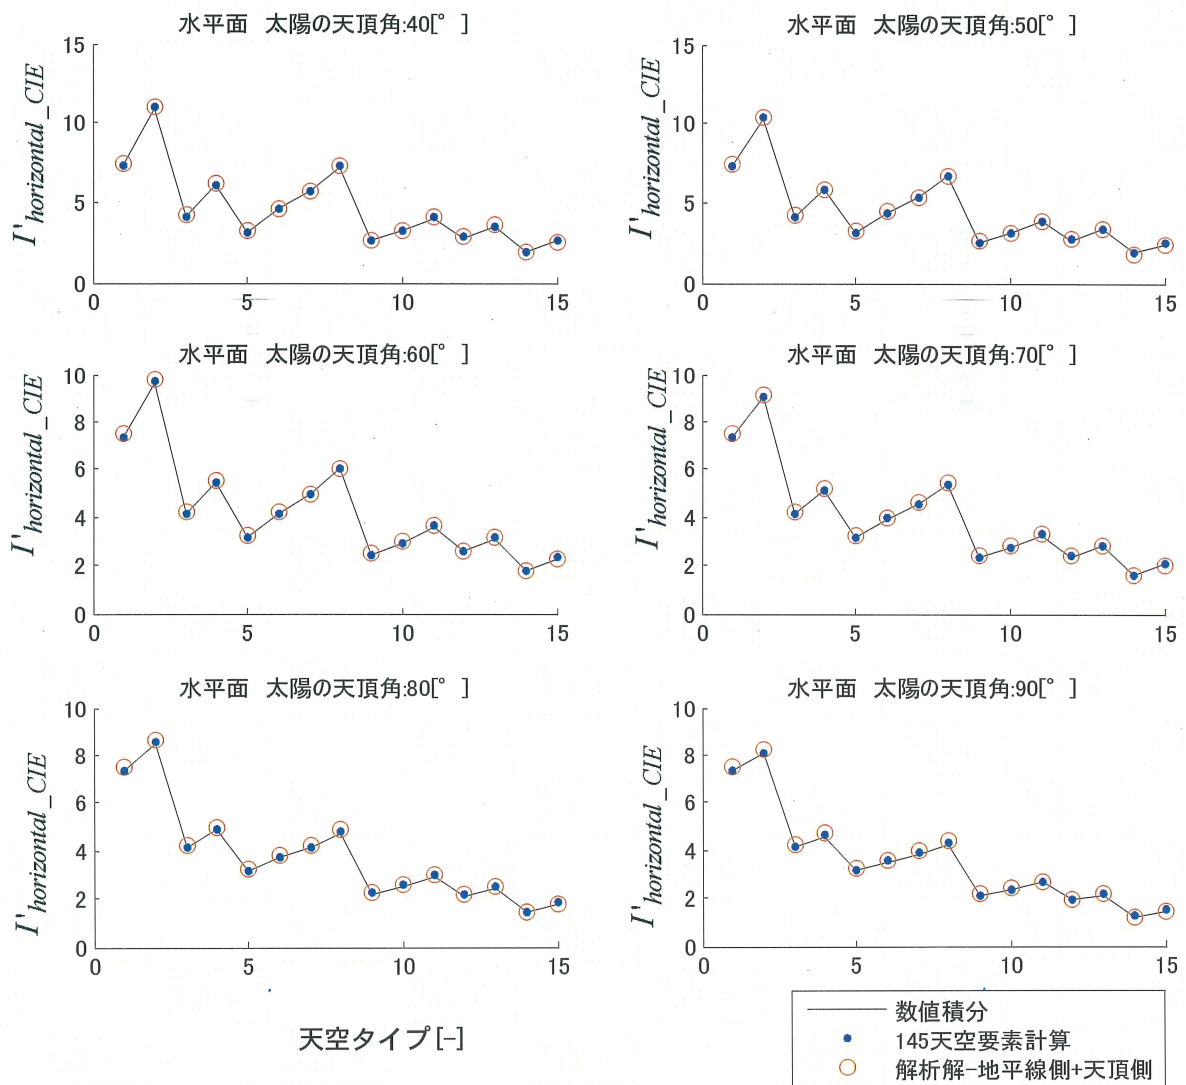 水平面 太陽の天頂角:40[° ]
I'horizontal_CIE
15
10
5
0
0 5 10 15
水平面 太陽の天頂角:50[° ]
I'horizontal_CIE
15
10
5
0
0 5 10 15
水平面 太陽の天頂角:60[° ]
I'horizontal_CIE
10
8
6
4
2
0
0 5 10 15
水平面 太陽の天頂角:70[° ]
I'horizontal_CIE
10
8
6
4
2
0
0 5 10 15
水平面 太陽の天頂角:80[° ]
I'horizontal_CIE
10
8
6
4
2
0
0 5 10 15
水平面 太陽の天頂角:90[° ]
I'horizontal_CIE
10
8
6
4
2
0
0 5 10 15
天空タイプ[-]
数値積分
145天空要素計算
解析解-地平線側+天頂側